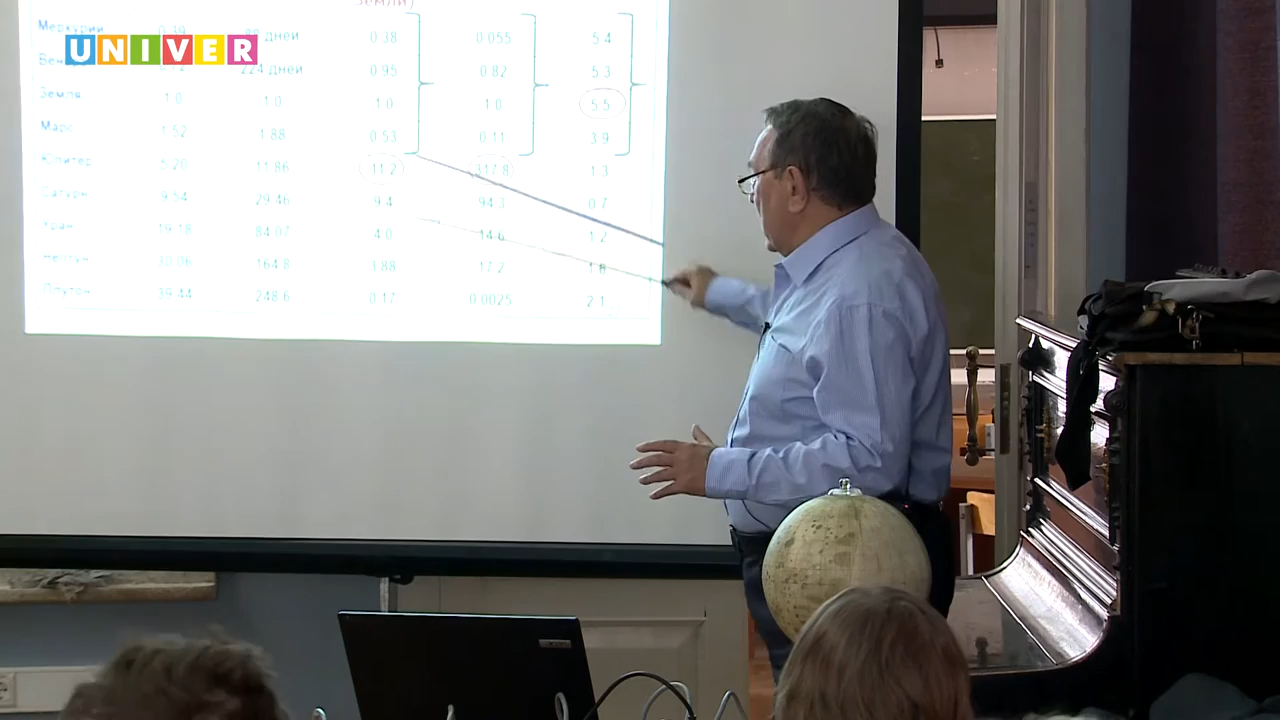 Земли)
Меркурий 0.39 88 дней 0.38 0.055 5.4
UNIVER
224 дней 0.95 0.82 5.3
Земля 1.0 1.0 1.0 1.0 5.5
Марс 1.52 1.88 0.53 0.11 3.9
Юпитер 5.20 11.86 11.2 317.8 1.3
Сатурн 9.54 29.46 9.4 94.3 0.7
Уран 19.18 84.07 4.0 14.6 1.2
Нептун 30.06 164.8 3.88 17.2 1.6
Плутон 39.44 248.6 0.17 0.0025 2.1